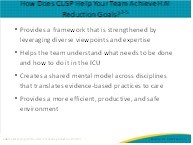 How Does CUSP Help Your Team Achieve HAI
Reduction Goals?
• Provides a framework that is strengthened by
leveraging diverse viewpoints and expertise
• Helps the team understand what needs to be done
and how to do it in the ICU
• Creates a shared mental model across disciplines
that translates evidence-based practices to care
• Provides a more efficient, productive, and safe
environment